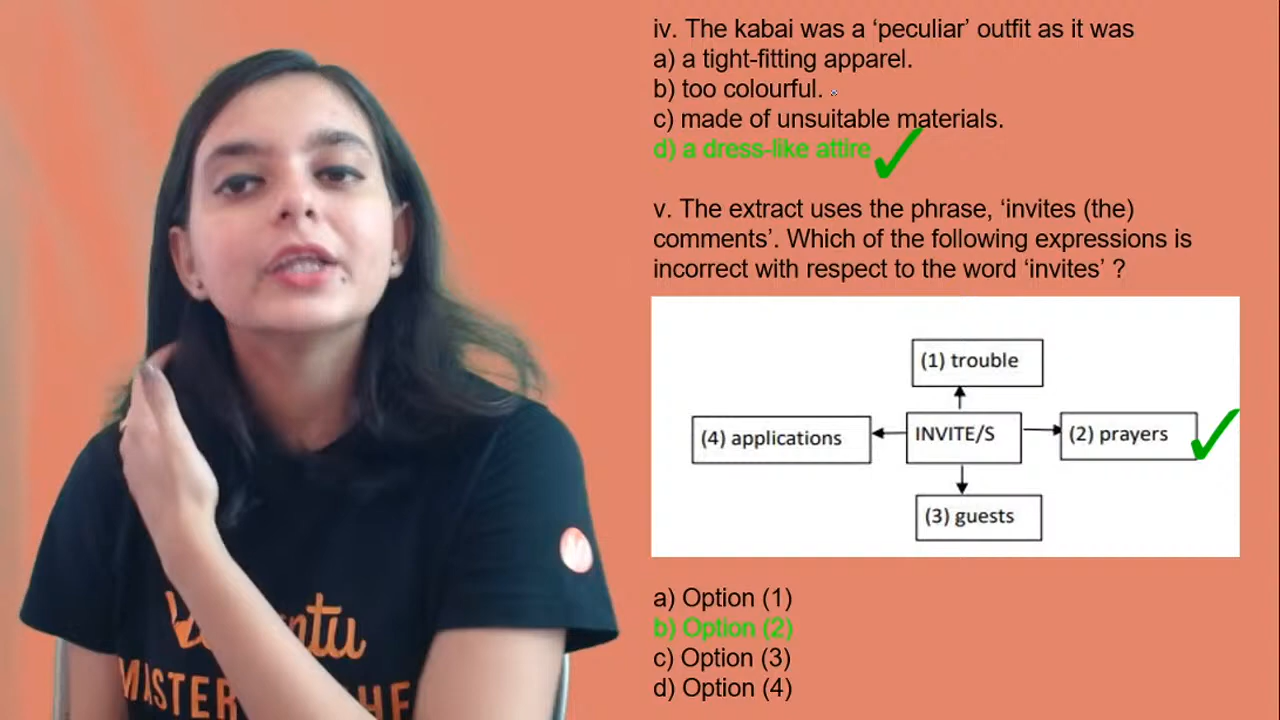 iv. The kabai was a ‘peculiar’ outfit as it was
a) a tight-fitting apparel.
b) too colourful.
c) made of unsuitable materials.
d) a dress-like attire
v. The extract uses the phrase, ‘invites (the)
comments’. Which of the following expressions is
incorrect with respect to the word ‘invites’ ?
(1) trouble
(4) applications
INVITE/S
(2) prayers
(3) guests
a) Option (1)
b) Option (2)
c) Option (3)
d) Option (4)